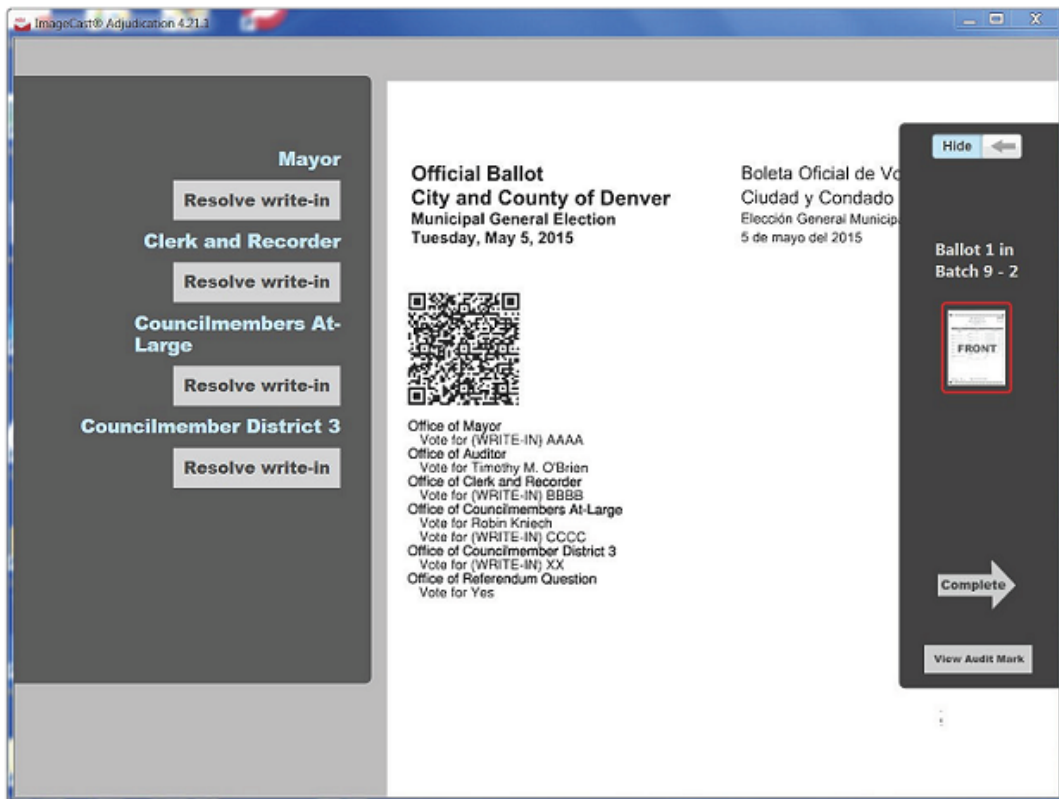 ImageCast® Adjudication 4.21.1
Mayor
Resolve write-in
Clerk and Recorder
Resolve write-in
Councilmembers At-
Large
Resolve write-in
Councilmember District 3
Resolve write-in
Official Ballot
City and County of Denver
Municipal General Election
Tuesday, May 5, 2015
Boleta Oficial de Vo
Ciudad y Condado
Elección General Municip
5 de mayo del 2015
Office of Mayor
Vote for (WRITE-IN) AAAA
Office of Auditor
Vote for Timothy M. O'Brien
Office of Clerk and Recorder
Vote for (WRITE-IN) BBBB
Office of Councilmembers At-Large
Vote for Robin Kniech
Vote for (WRITE-IN) CCCC
Office of Councilmember District 3
Vote for (WRITE-IN) XX
Office of Referendum Question
Vote for Yes
Hide
Ballot 1 in
Batch 9 - 2
FRONT
Complete
View Audit Mark